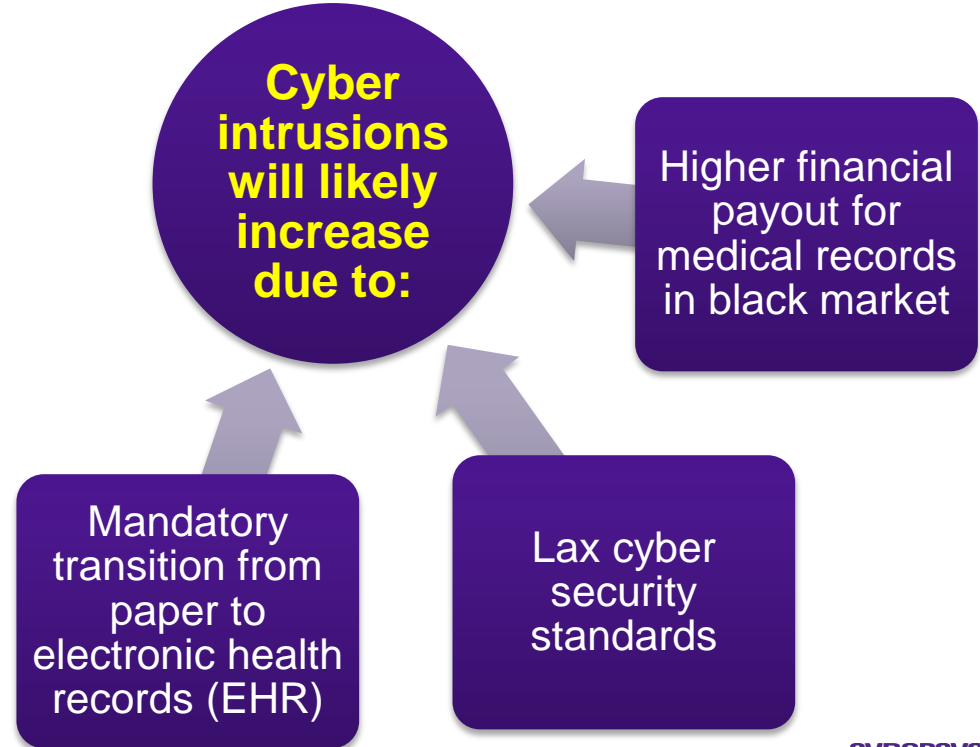 Cyber
intrusions
will likely
increase
due to:
Higher financial
payout for
medical records
in black market
Mandatory
transition from
paper to
electronic health
records (EHR)
Lax cyber
security
standards